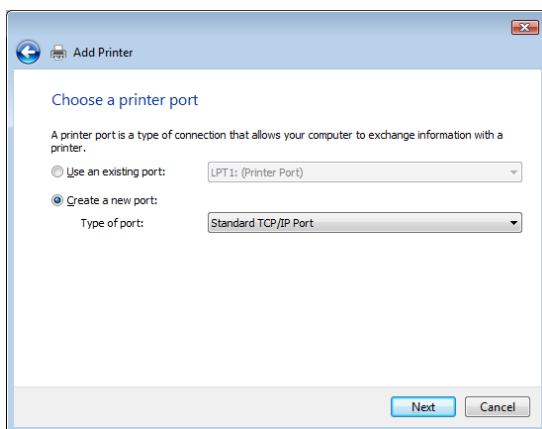 Add Printer
Choose a printer port
A printer port is a type of connection that allows your computer to exchange information with a
printer.
Use an existing port: LPT1: (Printer Port)
Create a new port:
Type of port: Standard TCP/IP Port
Next Cancel